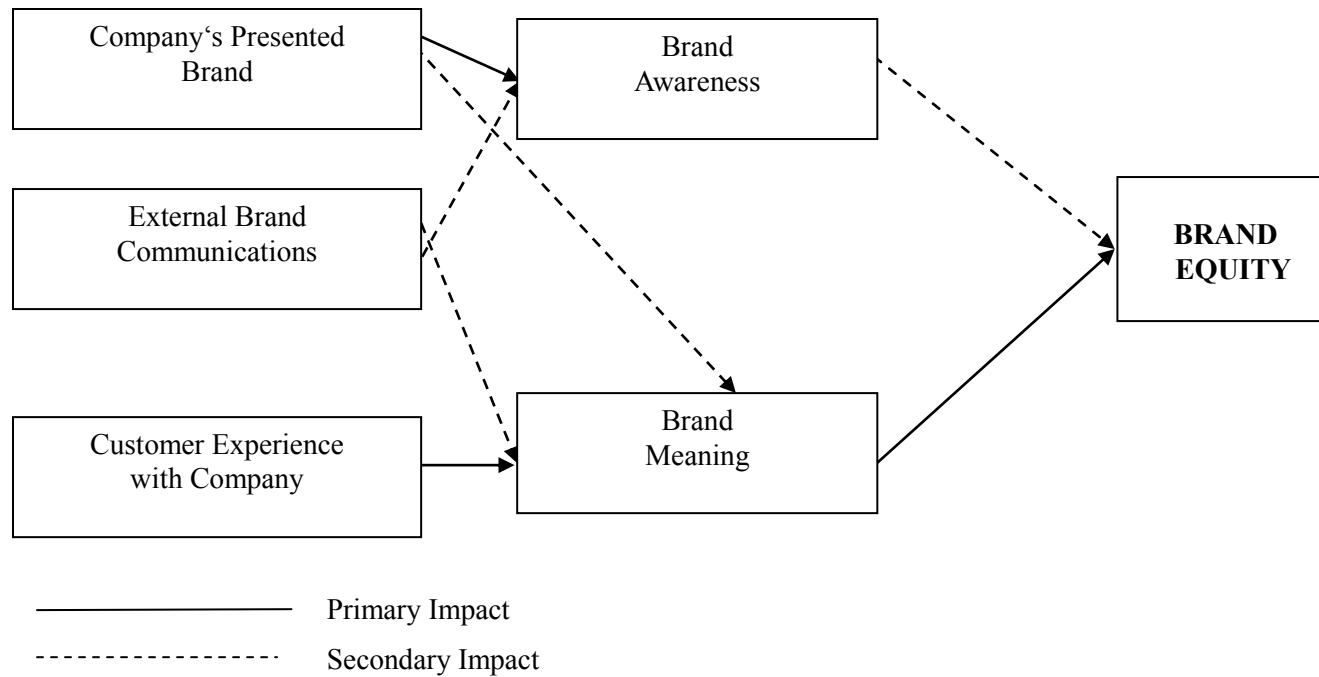 Company‘s Presented
Brand
Brand
Awareness
External Brand
Communications
BRAND
EQUITY
Customer Experience
with Company
Brand
Meaning
Primary Impact
Secondary Impact